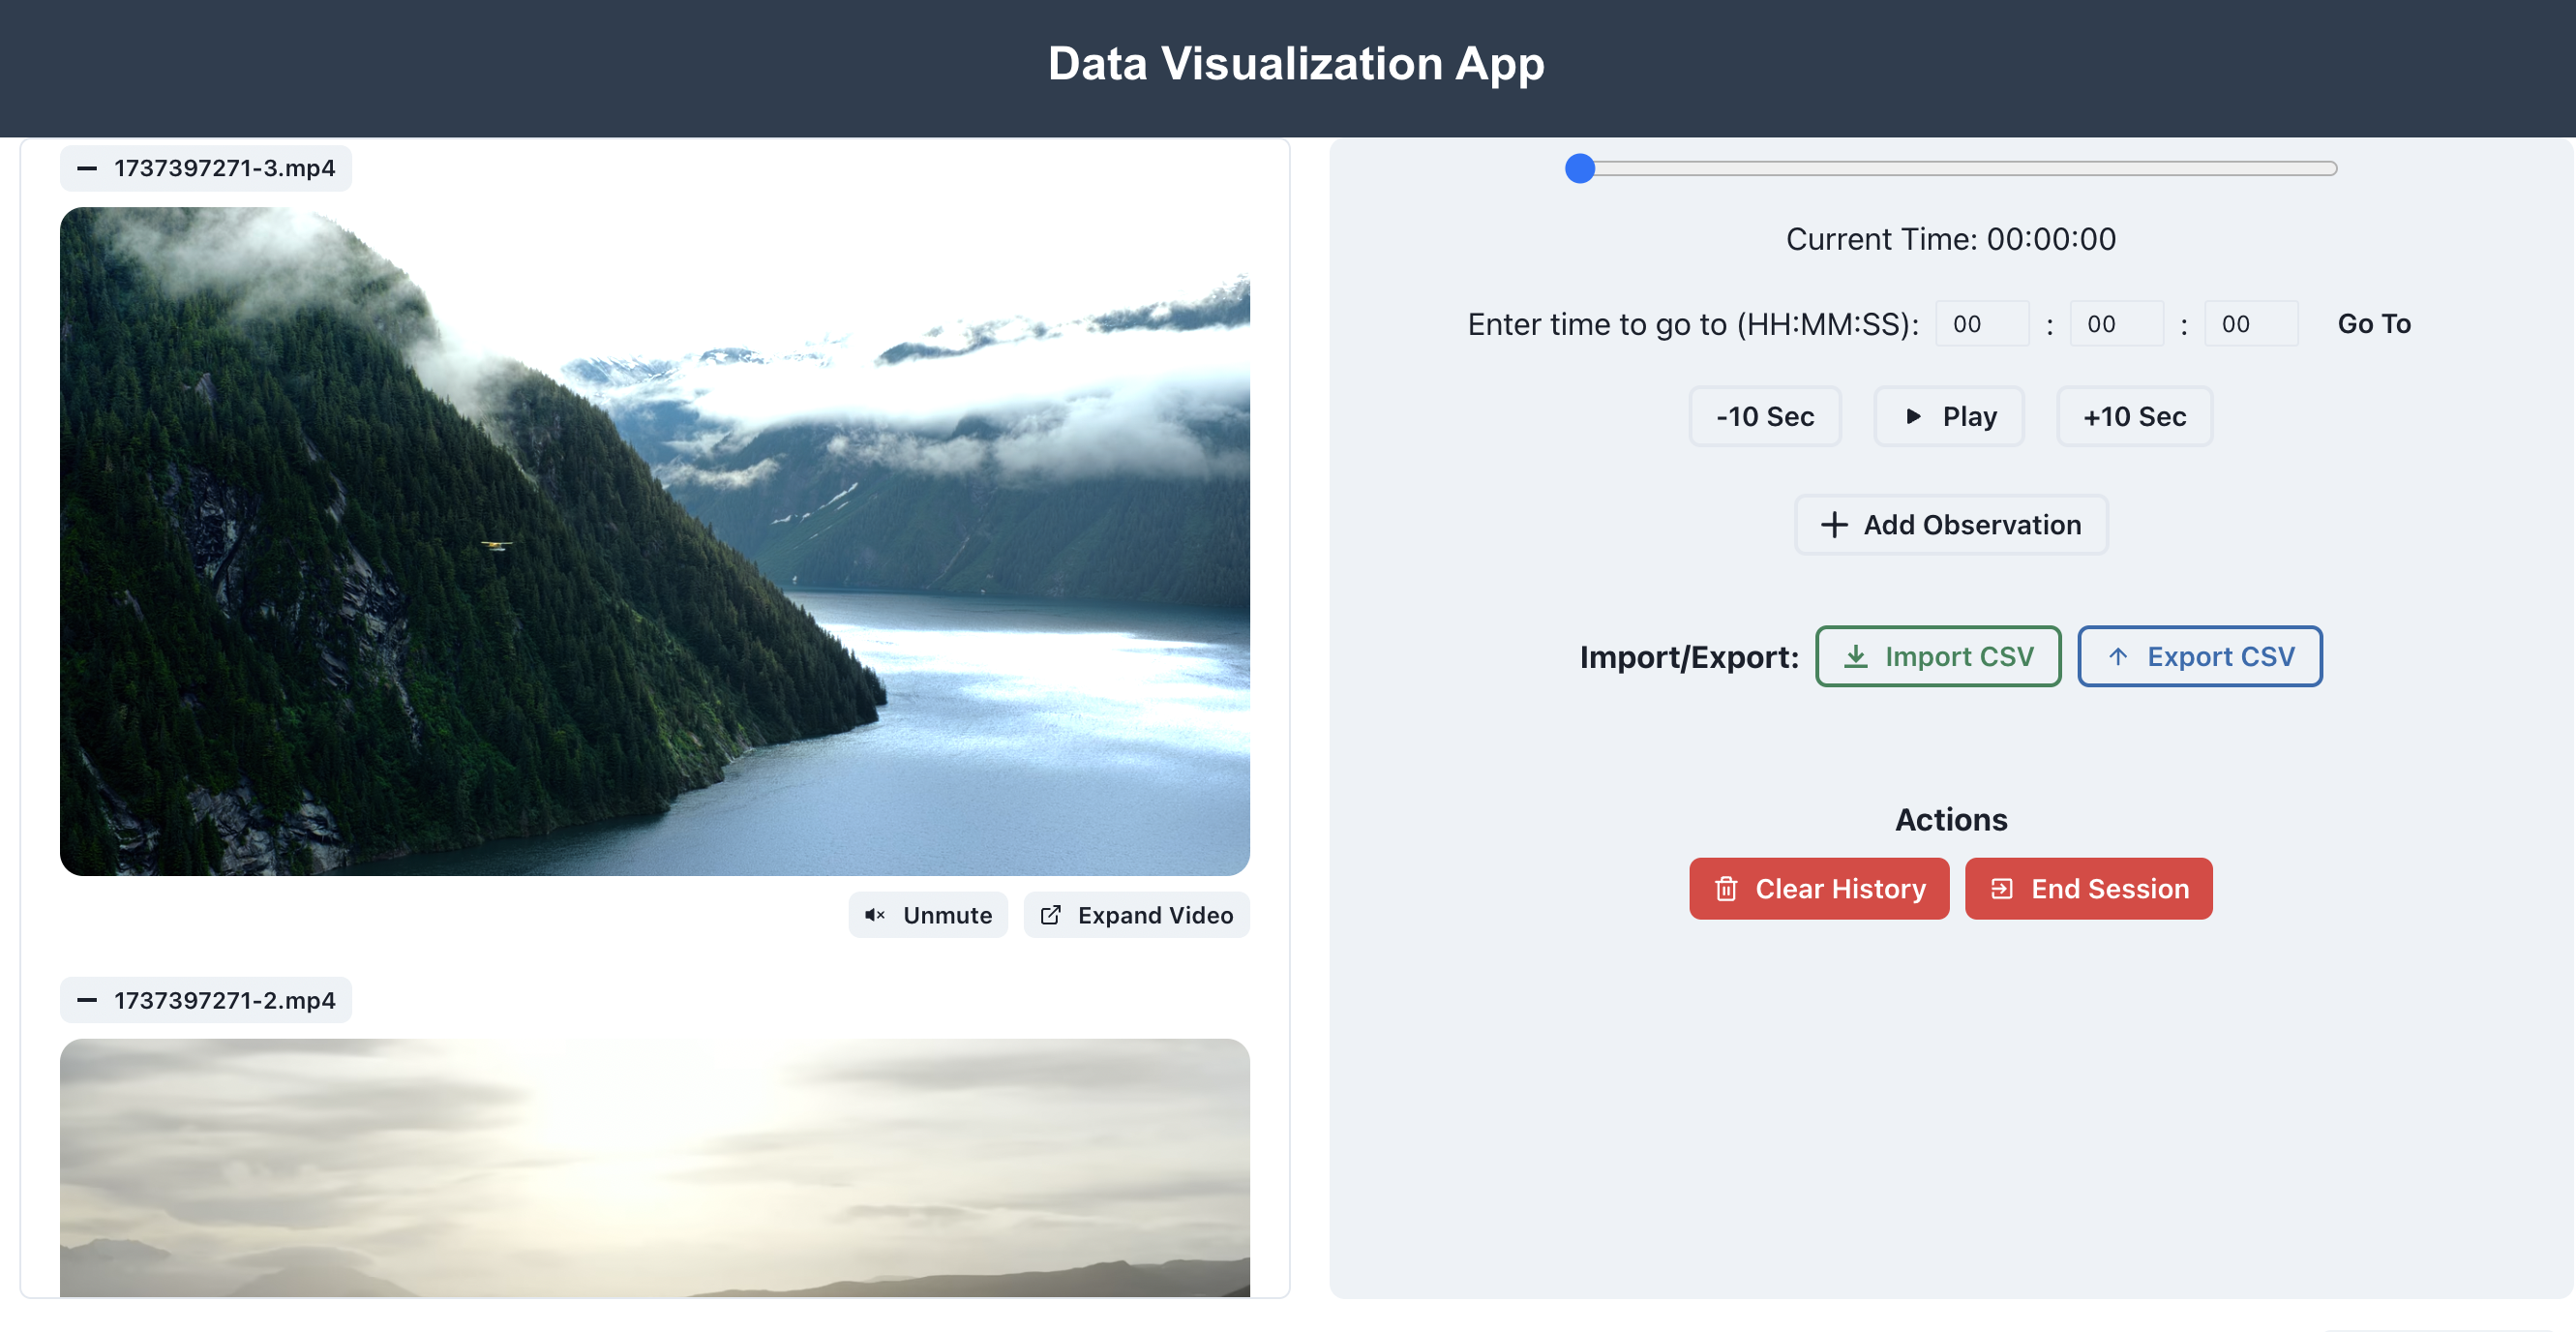 Data Visualization App
1737397271-3.mp4
Unmute
Expand Video
1737397271-2.mp4
Current Time: 00:00:00
Enter time to go to (HH:MM:SS): 00 : 00 : 00 Go To
-10 Sec
Play
+10 Sec
Add Observation
Import/Export: Import CSV Export CSV
Actions
Clear History
End Session